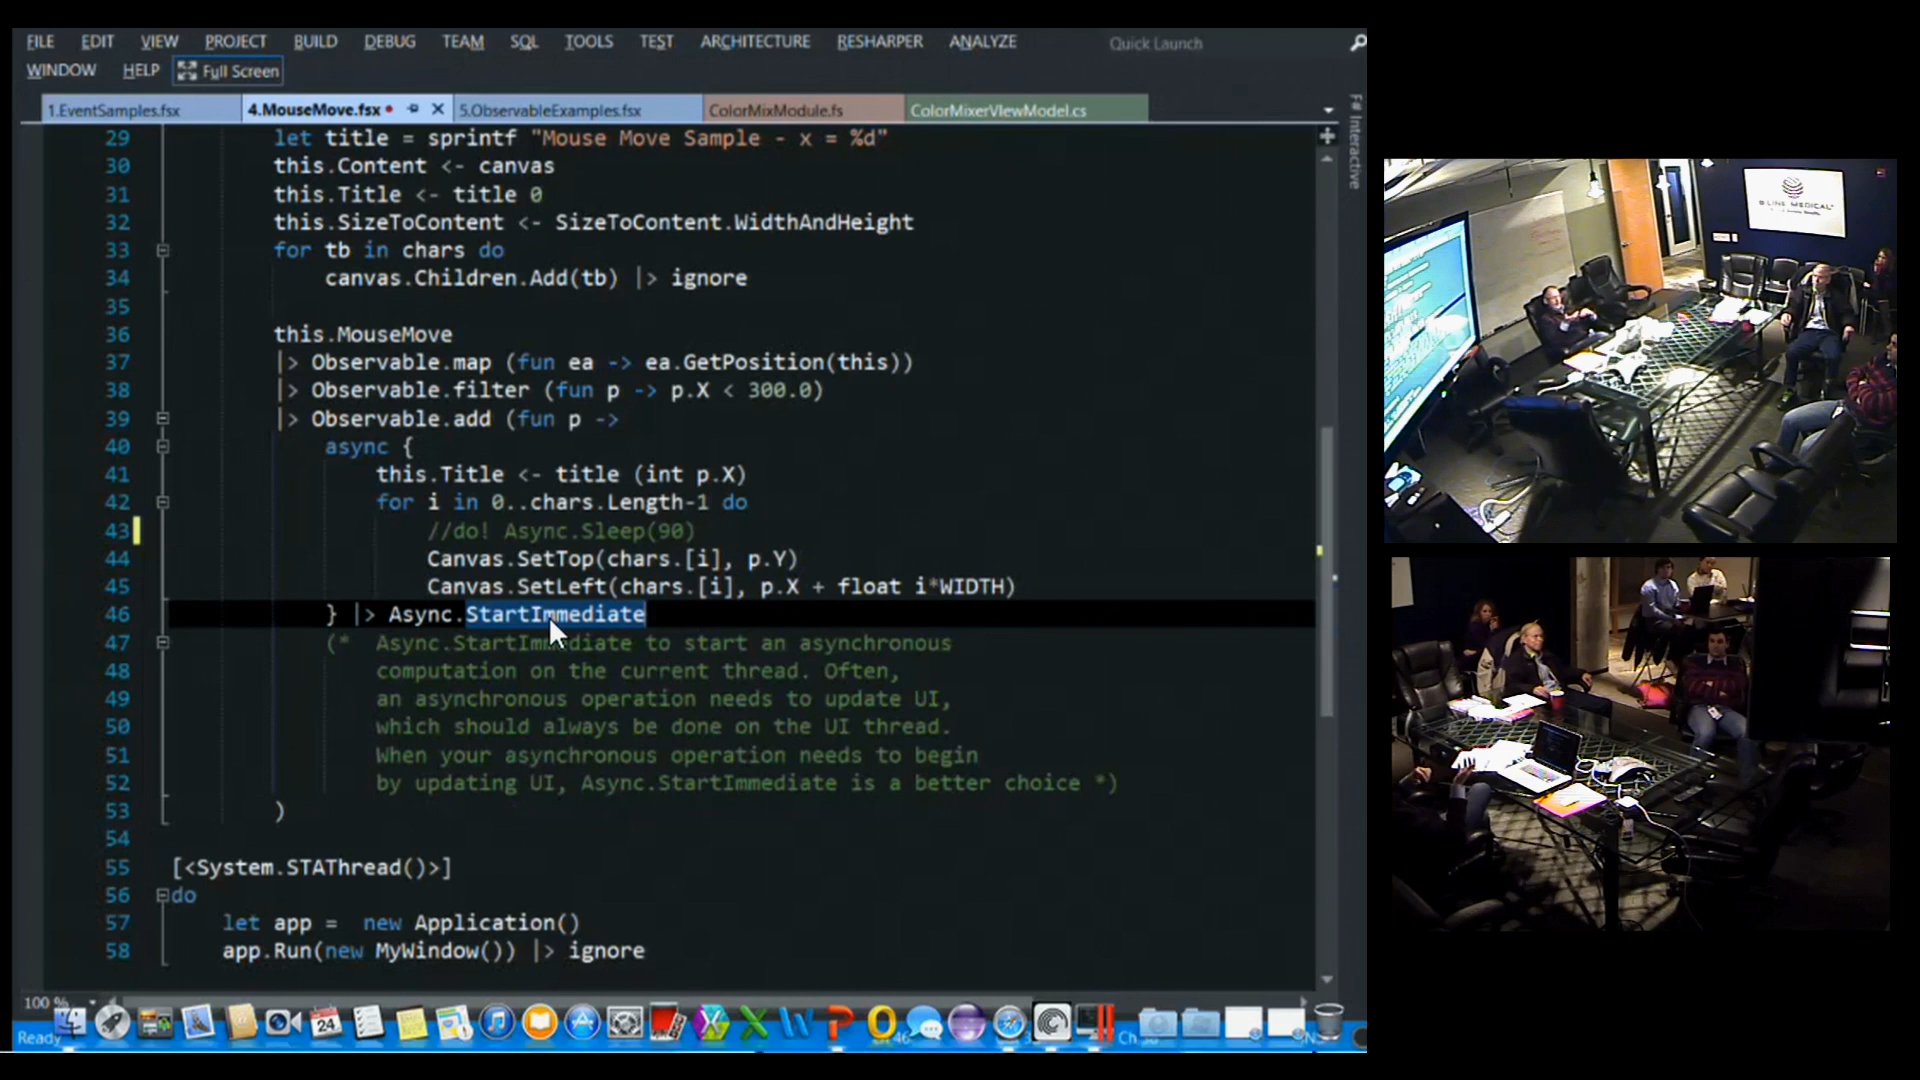 FILE EDIT VIEW PROJECT BUILD DEBUG TEAM SQL TOOLS TEST ARCHITECTURE RESHARPER ANALYZE Quick Launch
WINDOW HELP Full Screen
1.EventSamples.fsx 4.MouseMove.fsx 5.ObservableExamples.fsx ColorMixModule.fs ColorMixerVIewModel.cs
F# Interactive
29 let title = sprintf "Mouse Move Sample - x = %d"
30 this.Content <- canvas
31 this.Title <- title 0
32 this.SizeToContent <- SizeToContent.WidthAndHeight
33 for tb in chars do
34 canvas.Children.Add(tb) |> ignore
35
36 this.MouseMove
37 |> Observable.map (fun ea -> ea.GetPosition(this))
38 |> Observable.filter (fun p -> p.X < 300.0)
39 |> Observable.add (fun p ->
40 async {
41 this.Title <- title (int p.X)
42 for i in 0..chars.Length-1 do
43 //do! Async.Sleep(90)
44 Canvas.SetTop(chars.[i], p.Y)
45 Canvas.SetLeft(chars.[i], p.X + float i*WIDTH)
46 } |> Async.StartImmediate
47 (* Async.StartImmediate to start an asynchronous
48 computation on the current thread. Often,
49 an asynchronous operation needs to update UI,
50 which should always be done on the UI thread.
51 When your asynchronous operation needs to begin
52 by updating UI, Async.StartImmediate is a better choice *)
53 )
54
55 [<System.STAThread()>]
56 do
57 let app = new Application()
58 app.Run(new MyWindow()) |> ignore
100 %
24
Ready
B-LINE MEDICAL